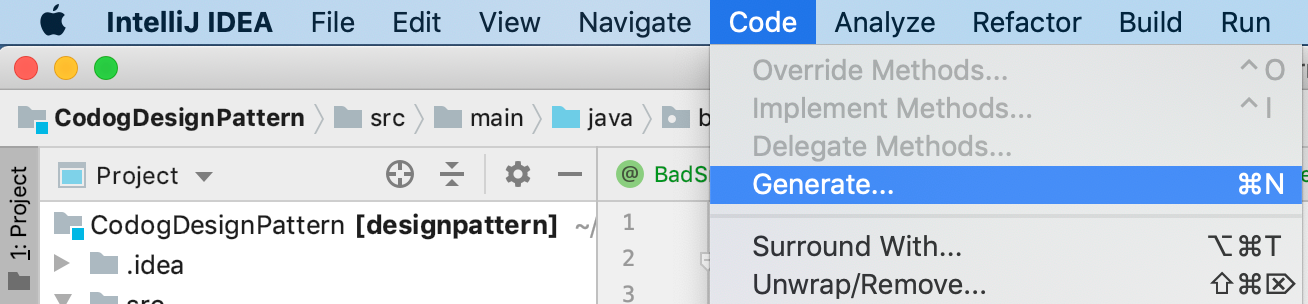 IntelliJ IDEA File Edit View Navigate Code Analyze Refactor Build Run
Override Methods... ^O
Implement Methods... ^I
CodogDesignPattern src main java
Delegate Methods...
Project
Generate... ⌘N
1: Project
CodogDesignPattern [designpattern] ~/
1
Surround With... ⌥⌘T
.idea
2
Unwrap/Remove... ⇧⌘⌦
src
3